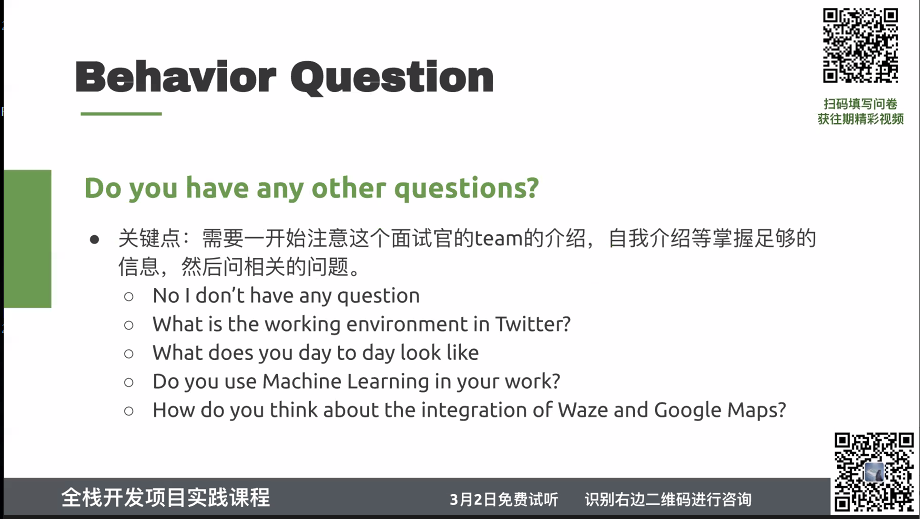 Behavior Question
扫码填写问卷
获往期精彩视频
Do you have any other questions?
● 关键点：需要一开始注意这个面试官的team的介绍，自我介绍等掌握足够的
信息，然后问相关的问题。
○ No I don’t have any question
○ What is the working environment in Twitter?
○ What does you day to day look like
○ Do you use Machine Learning in your work?
○ How do you think about the integration of Waze and Google Maps?
全栈开发项目实践课程
3月2日免费试听 识别右边二维码进行咨询